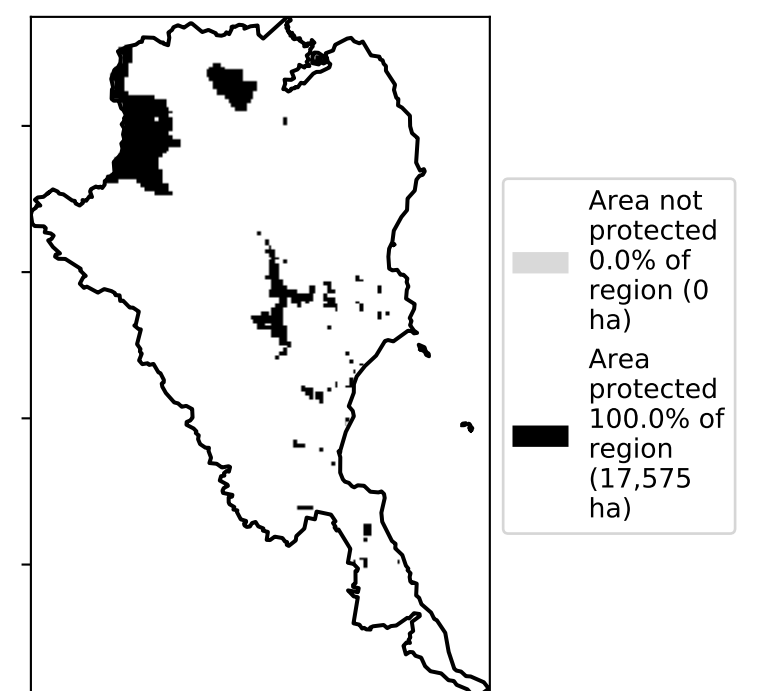 Area not
protected
0.0% of
region (0
ha)
Area
protected
100.0% of
region
(17,575
ha)